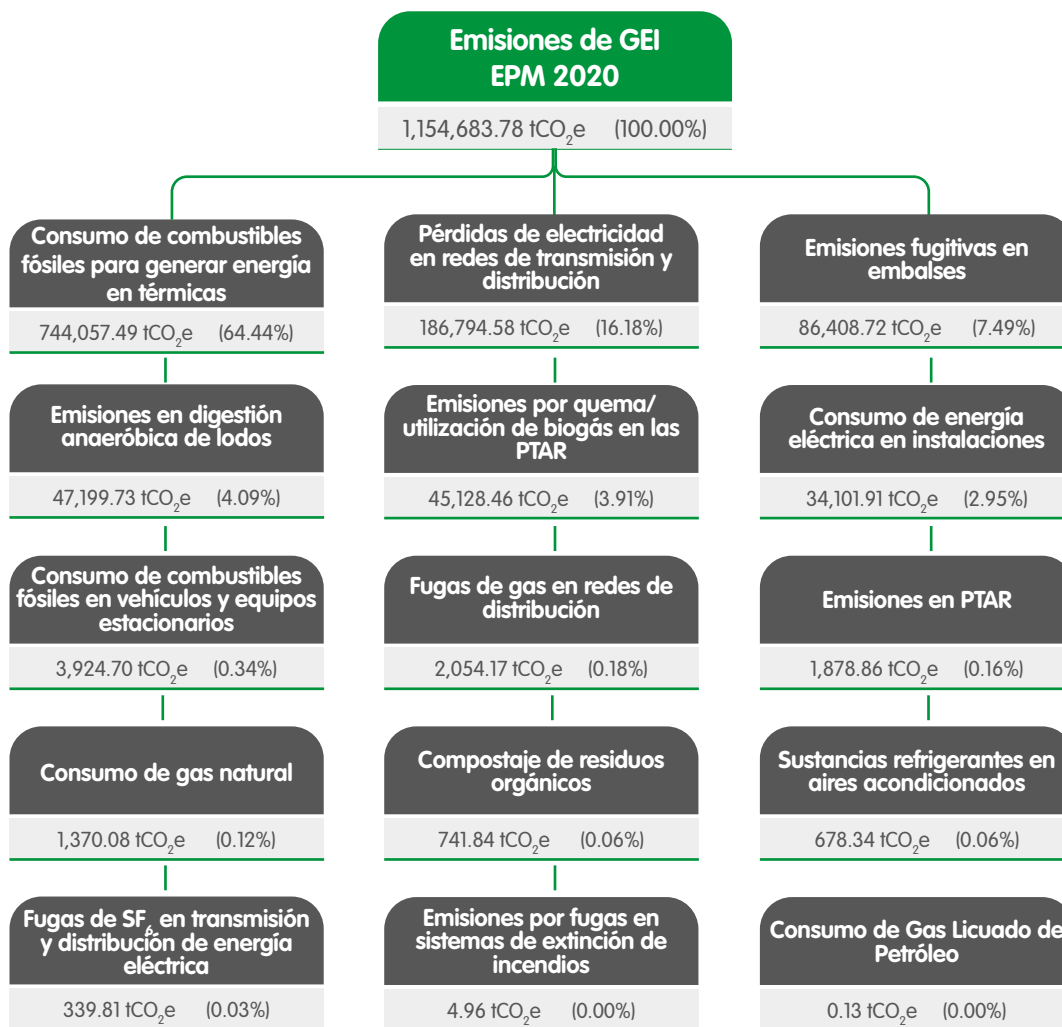 Emisiones de GEI
EPM 2020
1,154,683.78 tCO₂e (100.00%)
Consumo de combustibles
fósiles para generar energía
en térmicas
744,057.49 tCO₂e (64.44%)
Pérdidas de electricidad
en redes de transmisión y
distribución
186,794.58 tCO₂e (16.18%)
Emisiones fugitivas en
embalses
86,408.72 tCO₂e (7.49%)
Emisiones en digestión
anaeróbica de lodos
47,199.73 tCO₂e (4.09%)
Emisiones por quema/
utilización de biogás en las
PTAR
45,128.46 tCO₂e (3.91%)
Consumo de energía
eléctrica en instalaciones
34,101.91 tCO₂e (2.95%)
Consumo de combustibles
fósiles en vehículos y equipos
estacionarios
3,924.70 tCO₂e (0.34%)
Fugas de gas en redes de
distribución
2,054.17 tCO₂e (0.18%)
Emisiones en PTAR
1,878.86 tCO₂e (0.16%)
Consumo de gas natural
1,370.08 tCO₂e (0.12%)
Compostaje de residuos
orgánicos
741.84 tCO₂e (0.06%)
Sustancias refrigerantes en
aires acondicionados
678.34 tCO₂e (0.06%)
Fugas de SF₆, en transmisión
y distribución de energía
eléctrica
339.81 tCO₂e (0.03%)
Emisiones por fugas en
sistemas de extinción de
incendios
4.96 tCO₂e (0.00%)
Consumo de Gas Licuado de
Petróleo
0.13 tCO₂e (0.00%)